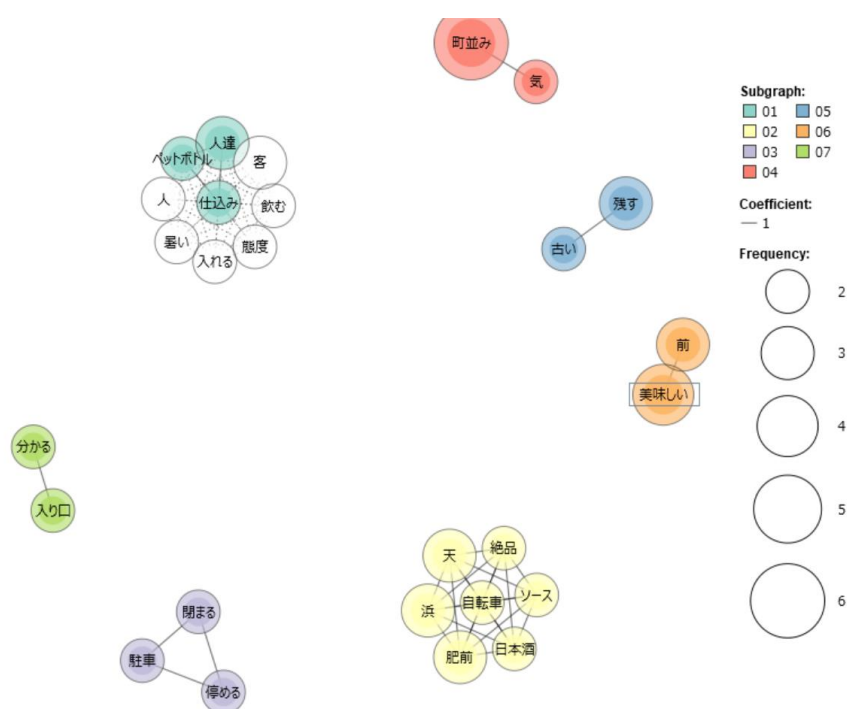 町並み
気
Subgraph:
01 05
02 06
03 07
04
Coefficient:
1
Frequency:
2
3
4
5
6
人達
ペットボトル
客
人
仕込み
飲む
暑い
態度
入れる
残す
古い
前
美味しい
分かる
入り口
天
絶品
浜
自転車
ソース
肥前
日本酒
閉まる
駐車
停める